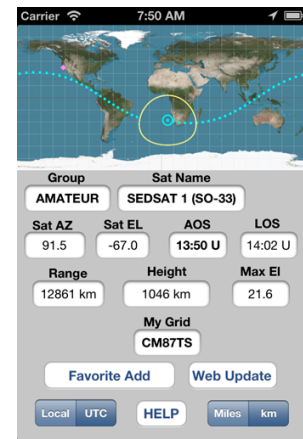 Carrier 7:50 AM
Group Sat Name
AMATEUR SEDSAT 1 (SO-33)
Sat AZ Sat EL AOS LOS
91.5 -67.0 13:50 U 14:02 U
Range Height Max El
12861 km 1046 km 21.6
My Grid
CM87TS
Favorite Add Web Update
Local UTC HELP Miles km